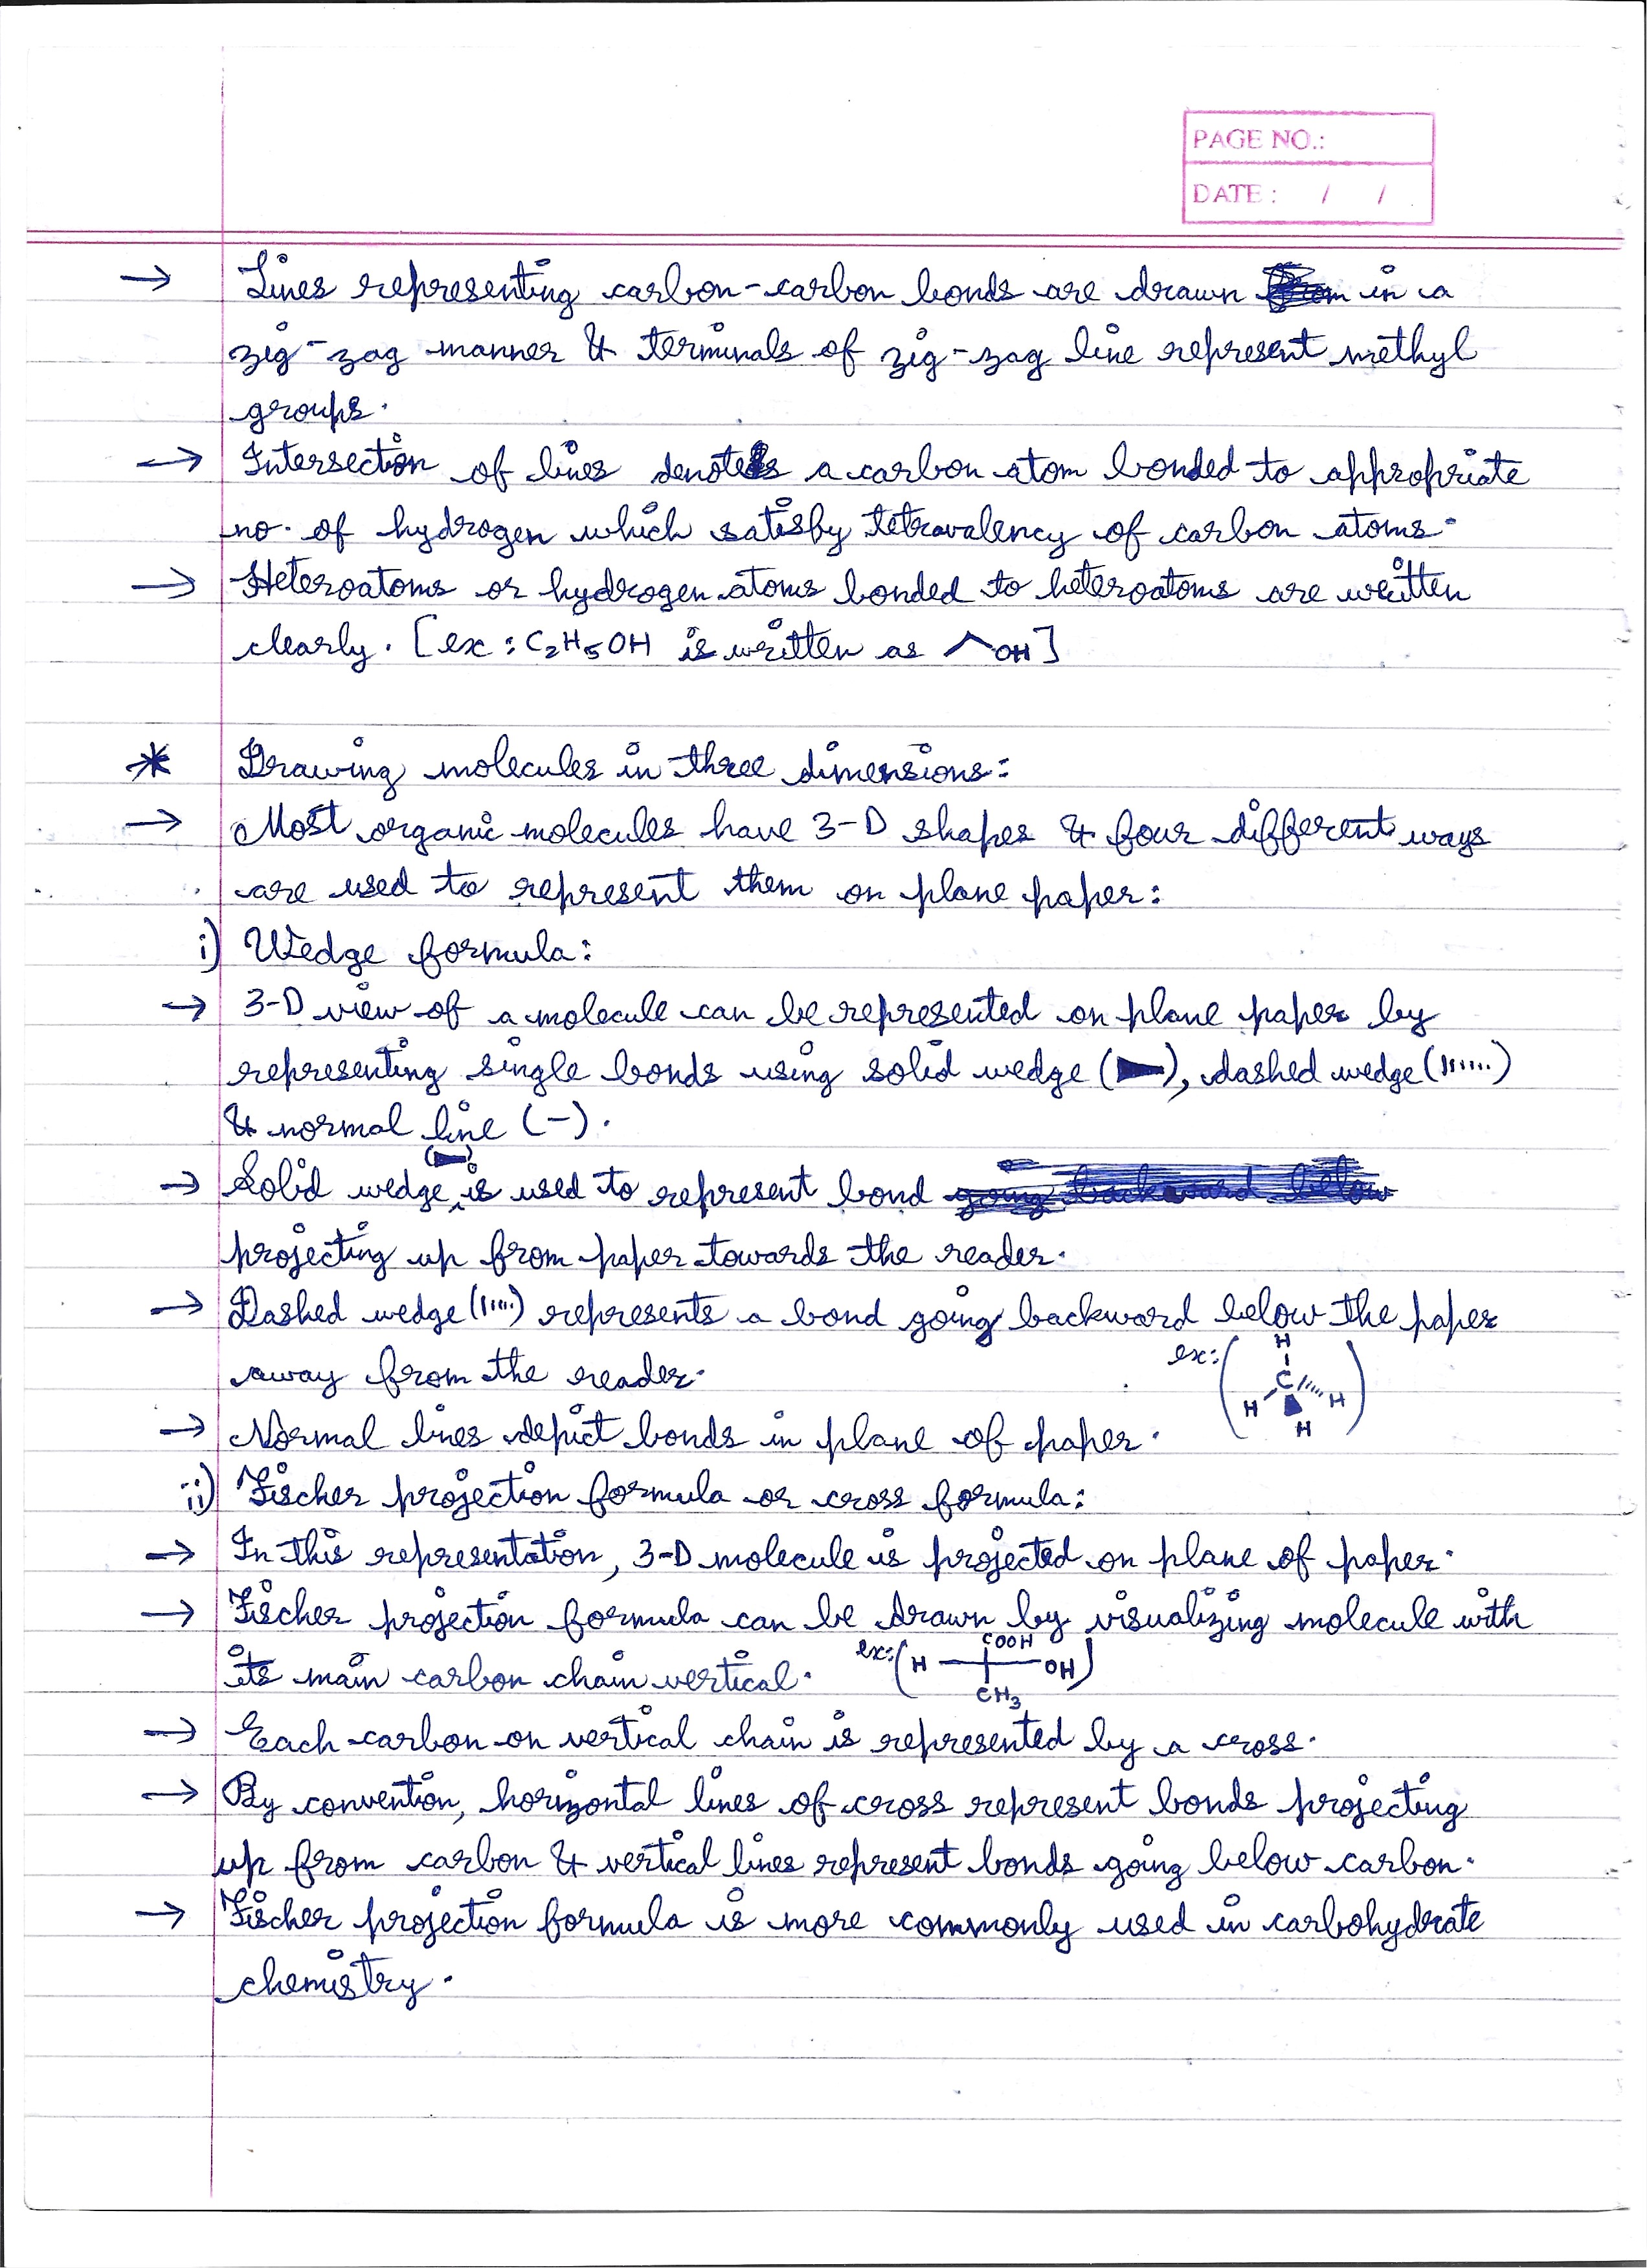 PAGE NO.:
DATE : / /
→ Lines representing carbon-carbon bonds are drawn in a
zig-zag manner & terminals of zig-zag line represent methyl
groups.
→ Intersection of lines denotes a carbon atom bonded to appropriate
no. of hydrogen which satisby tetravalency of carbon atoms.
→ Heteroatoms or hydrogen atoms bonded to heteroatoms are written
clearly. [ex : C₂H₅OH is written as OH]
* Drawing molecules in three dimensions:
→ Most organic molecules have 3-D shapes & four different ways
are used to represent them on plane paper:
i) Wedge formula:
→ 3-D view of a molecule can be represented on plane paper by
representing single bonds using solid wedge ( ), dashed wedge ( )
& normal line (-).
→ Solid wedge ( ) is used to represent bond going backward below
projecting up from paper towards the reader.
→ Dashed wedge ( ) represents a bond going backward below the paper
away from the reader.
ex: ( H C H H H )
→ Normal lines depict bonds in plane of paper.
ii) Fischer projection formula or cross formula:
→ In this representation, 3-D molecule is projected on plane of paper.
→ Fischer projection formula can be drawn by visualizing molecule with
its main carbon chain vertical. ex: ( COOH H OH CH₃ )
→ Each carbon on vertical chain is represented by a cross.
→ By convention, horizontal lines of cross represent bonds projecting
up from carbon & vertical lines represent bonds going below carbon.
→ Fischer projection formula is more commonly used in carbohydrate
chemistry.